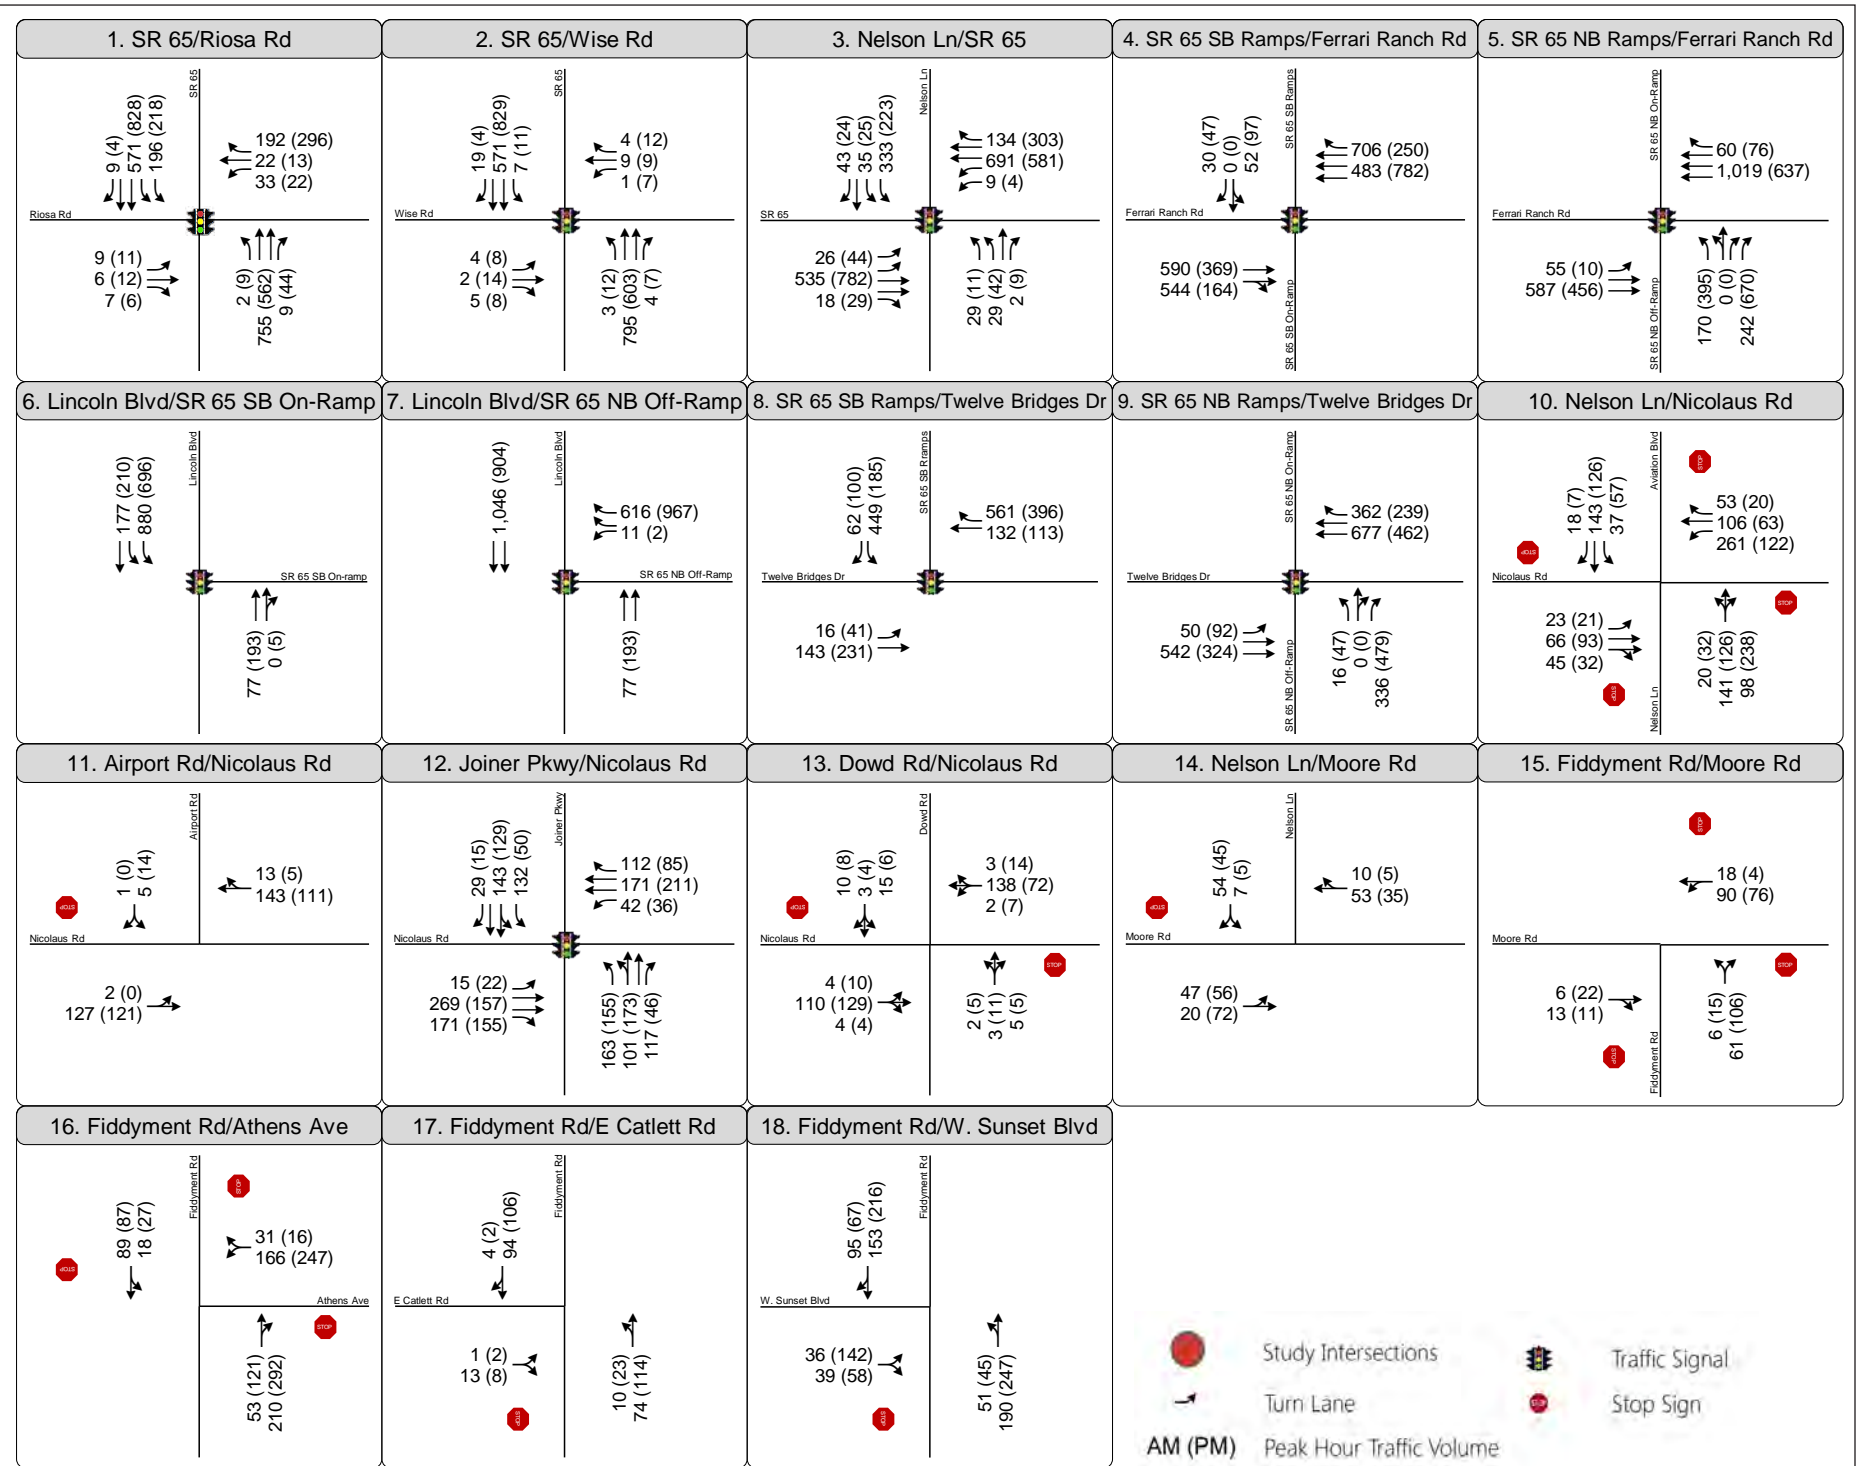 1. SR 65/Riosa Rd
SR 65
9 (4)
571 (828)
196 (218)
192 (296)
22 (13)
33 (22)
Riosa Rd
9 (11)
6 (12)
7 (6)
2 (9)
755 (562)
9 (44)
2. SR 65/Wise Rd
SR 65
19 (4)
571 (829)
7 (11)
4 (12)
9 (9)
1 (7)
Wise Rd
4 (8)
2 (14)
5 (8)
3 (12)
795 (603)
4 (7)
3. Nelson Ln/SR 65
Nelson Ln
43 (24)
35 (25)
333 (223)
134 (303)
691 (581)
9 (4)
SR 65
26 (44)
535 (782)
18 (29)
29 (11)
29 (42)
2 (9)
4. SR 65 SB Ramps/Ferrari Ranch Rd
SR 65 SB Ramps
30 (47)
0 (0)
52 (97)
706 (250)
483 (782)
Ferrari Ranch Rd
590 (369)
544 (164)
SR 65 SB On-Ramp
5. SR 65 NB Ramps/Ferrari Ranch Rd
SR 65 NB On-Ramp
60 (76)
1,019 (637)
Ferrari Ranch Rd
55 (10)
587 (456)
SR 65 NB Off-Ramp
170 (395)
0 (0)
242 (670)
6. Lincoln Blvd/SR 65 SB On-Ramp
Lincoln Blvd
177 (210)
880 (696)
SR 65 SB On-ramp
77 (193)
0 (5)
7. Lincoln Blvd/SR 65 NB Off-Ramp
Lincoln Blvd
1,046 (904)
616 (967)
11 (2)
SR 65 NB Off-Ramp
77 (193)
8. SR 65 SB Ramps/Twelve Bridges Dr
SR 65 SB Rramps
62 (100)
449 (185)
561 (396)
132 (113)
Twelve Bridges Dr
16 (41)
143 (231)
9. SR 65 NB Ramps/Twelve Bridges Dr
SR 65 NB On-Ramp
362 (239)
677 (462)
Twelve Bridges Dr
50 (92)
542 (324)
SR 65 NB Off-Ramp
16 (47)
0 (0)
336 (479)
10. Nelson Ln/Nicolaus Rd
Aviation Blvd
STOP
18 (7)
143 (126)
37 (57)
53 (20)
106 (63)
261 (122)
STOP
Nicolaus Rd
STOP
23 (21)
66 (93)
45 (32)
STOP
Nelson Ln
20 (32)
141 (126)
98 (238)
11. Airport Rd/Nicolaus Rd
Airport Rd
1 (0)
5 (14)
13 (5)
143 (111)
STOP
Nicolaus Rd
2 (0)
127 (121)
12. Joiner Pkwy/Nicolaus Rd
Joiner Pkwy
29 (15)
143 (129)
132 (50)
112 (85)
171 (211)
42 (36)
Nicolaus Rd
15 (22)
269 (157)
171 (155)
163 (155)
101 (173)
117 (46)
13. Dowd Rd/Nicolaus Rd
Dowd Rd
10 (8)
3 (4)
15 (6)
3 (14)
138 (72)
2 (7)
STOP
Nicolaus Rd
STOP
4 (10)
110 (129)
4 (4)
2 (5)
3 (11)
5 (5)
14. Nelson Ln/Moore Rd
Nelson Ln
54 (45)
7 (5)
10 (5)
53 (35)
STOP
Moore Rd
47 (56)
20 (72)
15. Fiddyment Rd/Moore Rd
STOP
18 (4)
90 (76)
Moore Rd
STOP
6 (22)
13 (11)
STOP
Fiddyment Rd
6 (15)
61 (106)
16. Fiddyment Rd/Athens Ave
Fiddyment Rd
STOP
89 (87)
18 (27)
31 (16)
166 (247)
STOP
Athens Ave
STOP
53 (121)
210 (292)
17. Fiddyment Rd/E Catlett Rd
Fiddyment Rd
4 (2)
94 (106)
E Catlett Rd
1 (2)
13 (8)
STOP
10 (23)
74 (114)
18. Fiddyment Rd/W. Sunset Blvd
Fiddyment Rd
95 (67)
153 (216)
W. Sunset Blvd
36 (142)
39 (58)
STOP
51 (45)
190 (247)
Study Intersections
Traffic Signal
Turn Lane
STOP
Stop Sign
AM (PM)
Peak Hour Traffic Volume